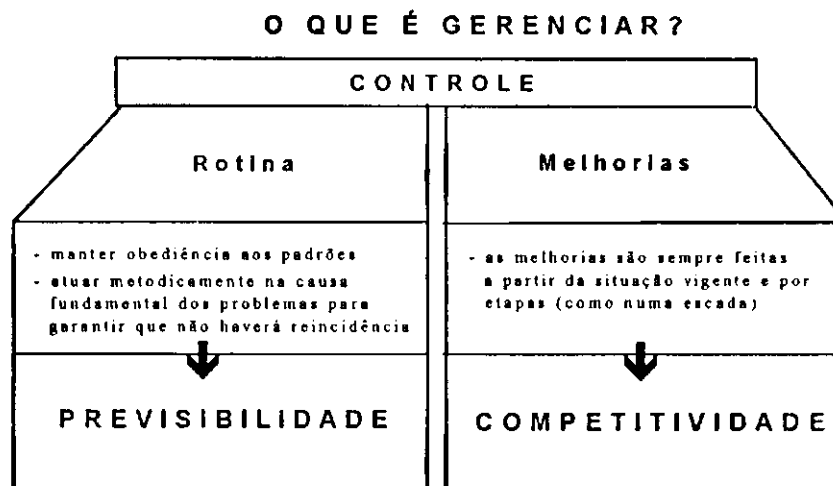 O QUE É GERENCIAR?
CONTROLE
Rotina
- manter obediência aos padrões
- atuar metodicamente na causa
fundamental dos problemas para
garantir que não haverá reincidência
PREVISIBILIDADE
Melhorias
- as melhorias são sempre feitas
a partir da situação vigente e por
etapas (como numa escada)
COMPETITIVIDADE